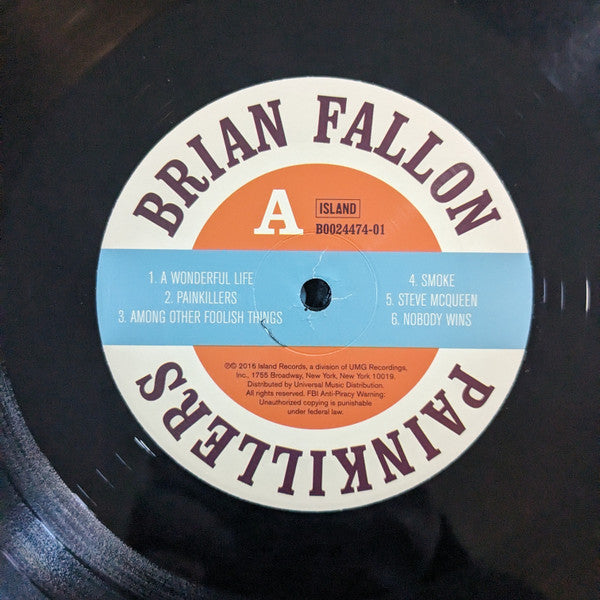 BRIAN FALLON
A
ISLAND
B0024474-01
1. A WONDERFUL LIFE
2. PAINKILLERS
3. AMONG OTHER FOOLISH THINGS
4. SMOKE
5. STEVE MCQUEEN
6. NOBODY WINS
℗© 2016 Island Records, a division of UMG Recordings,
Inc., 1755 Broadway, New York, New York 10019.
Distributed by Universal Music Distribution.
All rights reserved. FBI Anti-Piracy Warning:
Unauthorized copying is punishable
under federal law.
PAINKILLERS